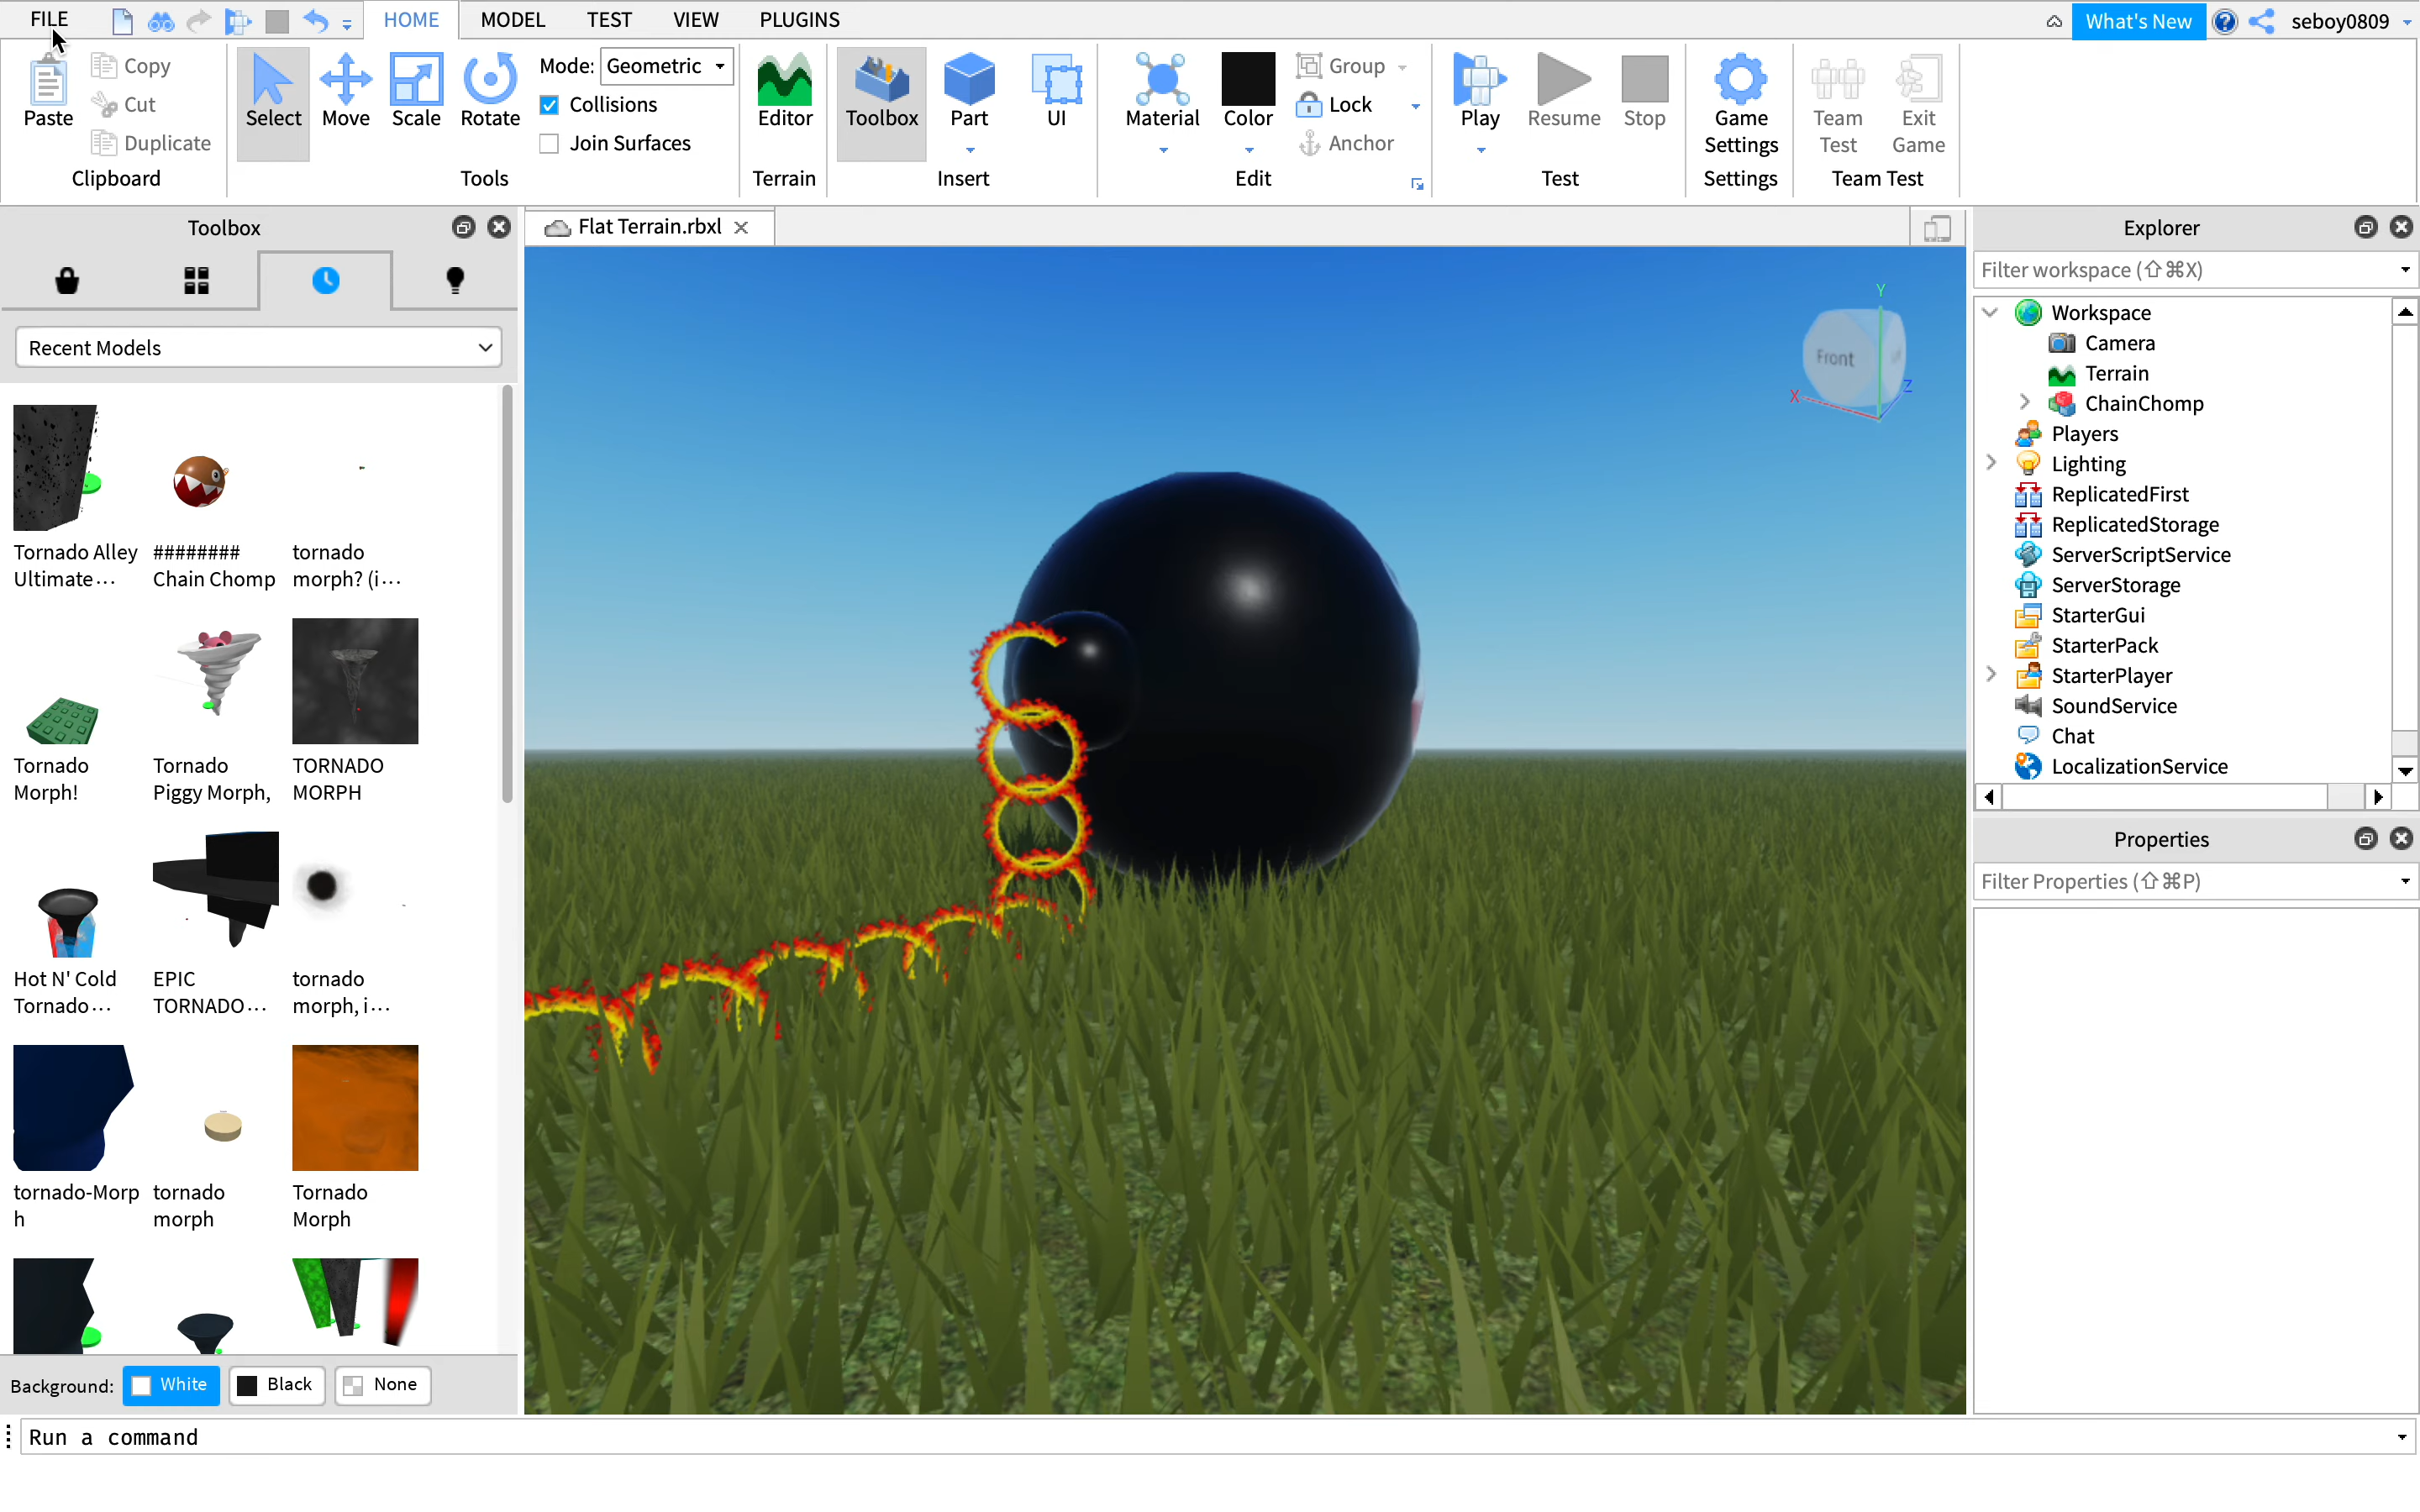 FILE
HOME
MODEL
TEST
VIEW
PLUGINS
What's New
seboy0809
Paste
Copy
Cut
Duplicate
Clipboard
Select
Move
Scale
Rotate
Mode: Geometric
Collisions
Join Surfaces
Tools
Editor
Terrain
Toolbox
Part
UI
Insert
Material
Color
Group
Lock
Anchor
Edit
Play
Resume
Stop
Test
Game
Settings
Settings
Team
Test
Exit
Game
Team Test
Toolbox
Recent Models
Tornado Alley
Ultimate...
########
Chain Chomp
tornado
morph? (i...
Tornado
Morph!
Tornado
Piggy Morph,
TORNADO
MORPH
Hot N' Cold
Tornado...
EPIC
TORNADO...
tornado
morph, i...
tornado-Morp
h
tornado
morph
Tornado
Morph
Background:
White
Black
None
Flat Terrain.rbxl
Y
Front
X
Z
Explorer
Filter workspace (⇧⌘X)
Workspace
Camera
Terrain
ChainChomp
Players
Lighting
ReplicatedFirst
ReplicatedStorage
ServerScriptService
ServerStorage
StarterGui
StarterPack
StarterPlayer
SoundService
Chat
LocalizationService
Properties
Filter Properties (⇧⌘P)
Run a command